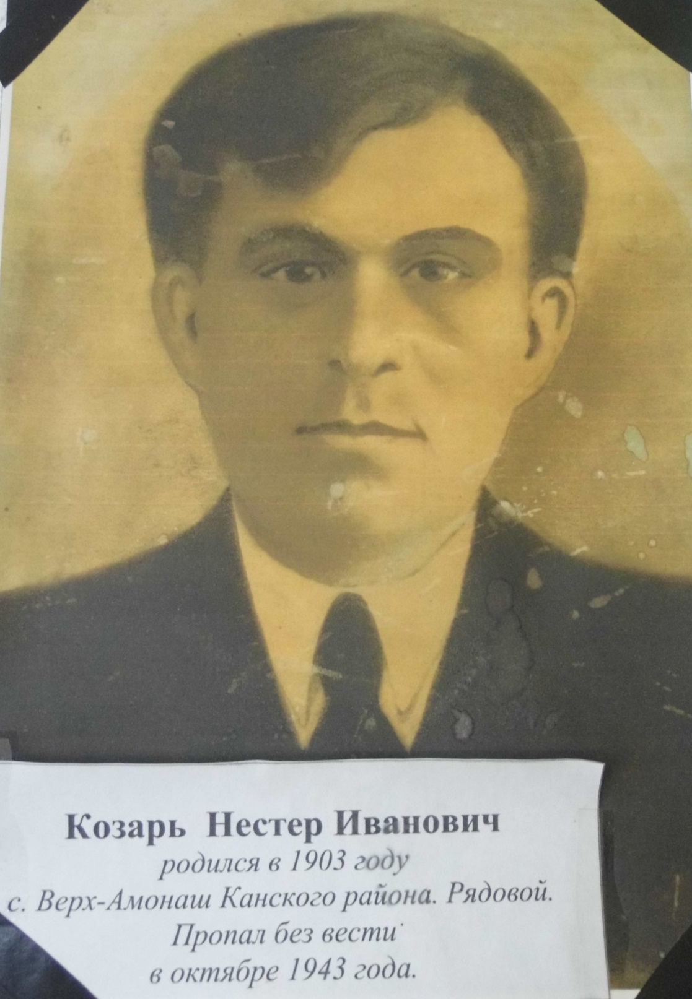 Козарь Нестер Иванович
родился в 1903 году
с. Верх-Амонаш Канского района. Рядовой.
Пропал без вести
в октябре 1943 года.